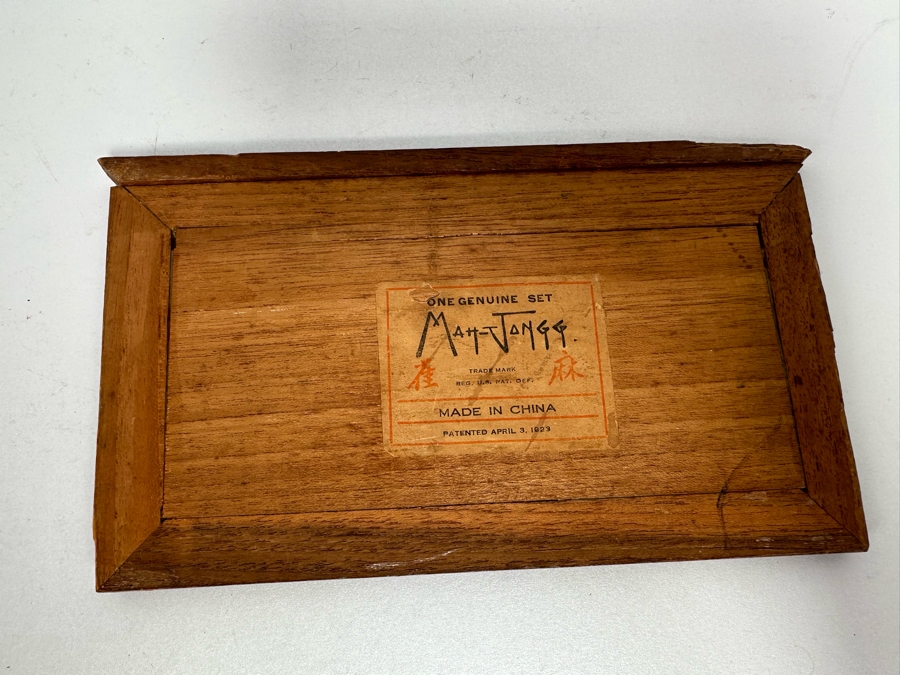 ONE GENUINE SET
MAH-JONGG.
TRADE MARK
雀 麻
REG. U.S. PAT. OFF.
MADE IN CHINA
PATENTED APRIL 3, 1923